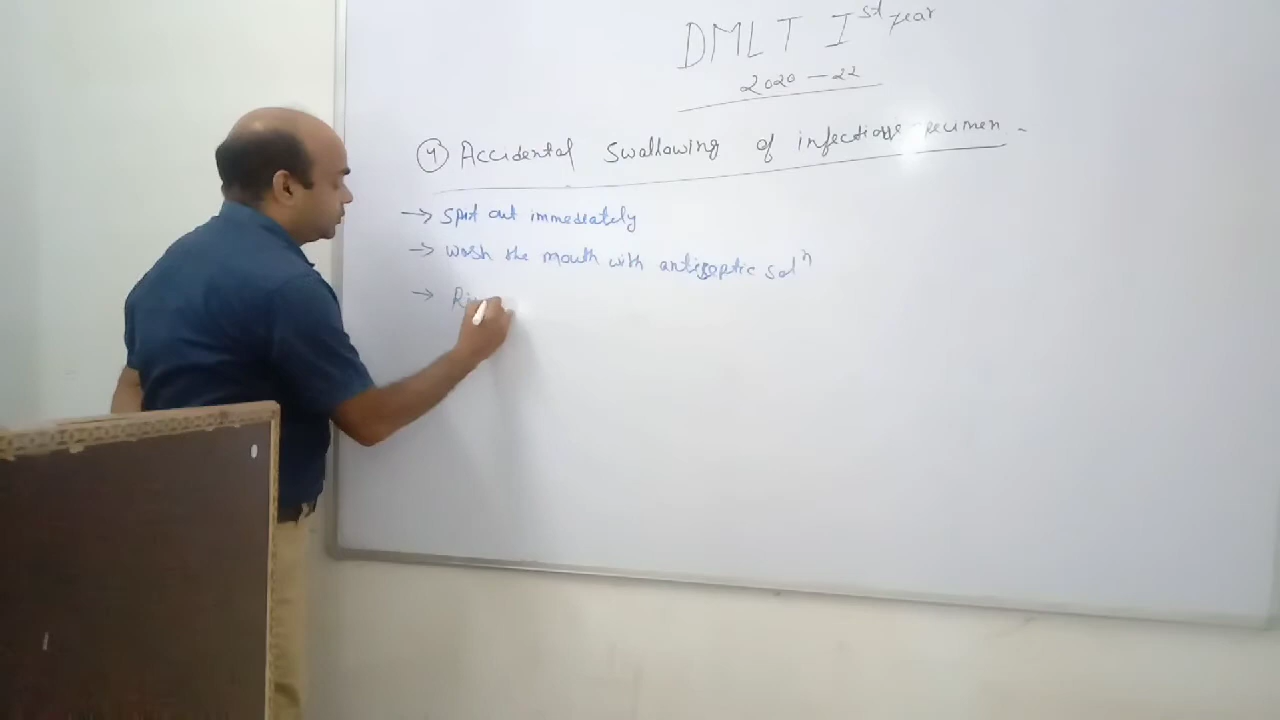 DMLT Ist year
2020-22
④ Accidental Swallowing of infectious specimen.
→ Spit out immediately
→ wash the mouth with antiseptic solⁿ
→